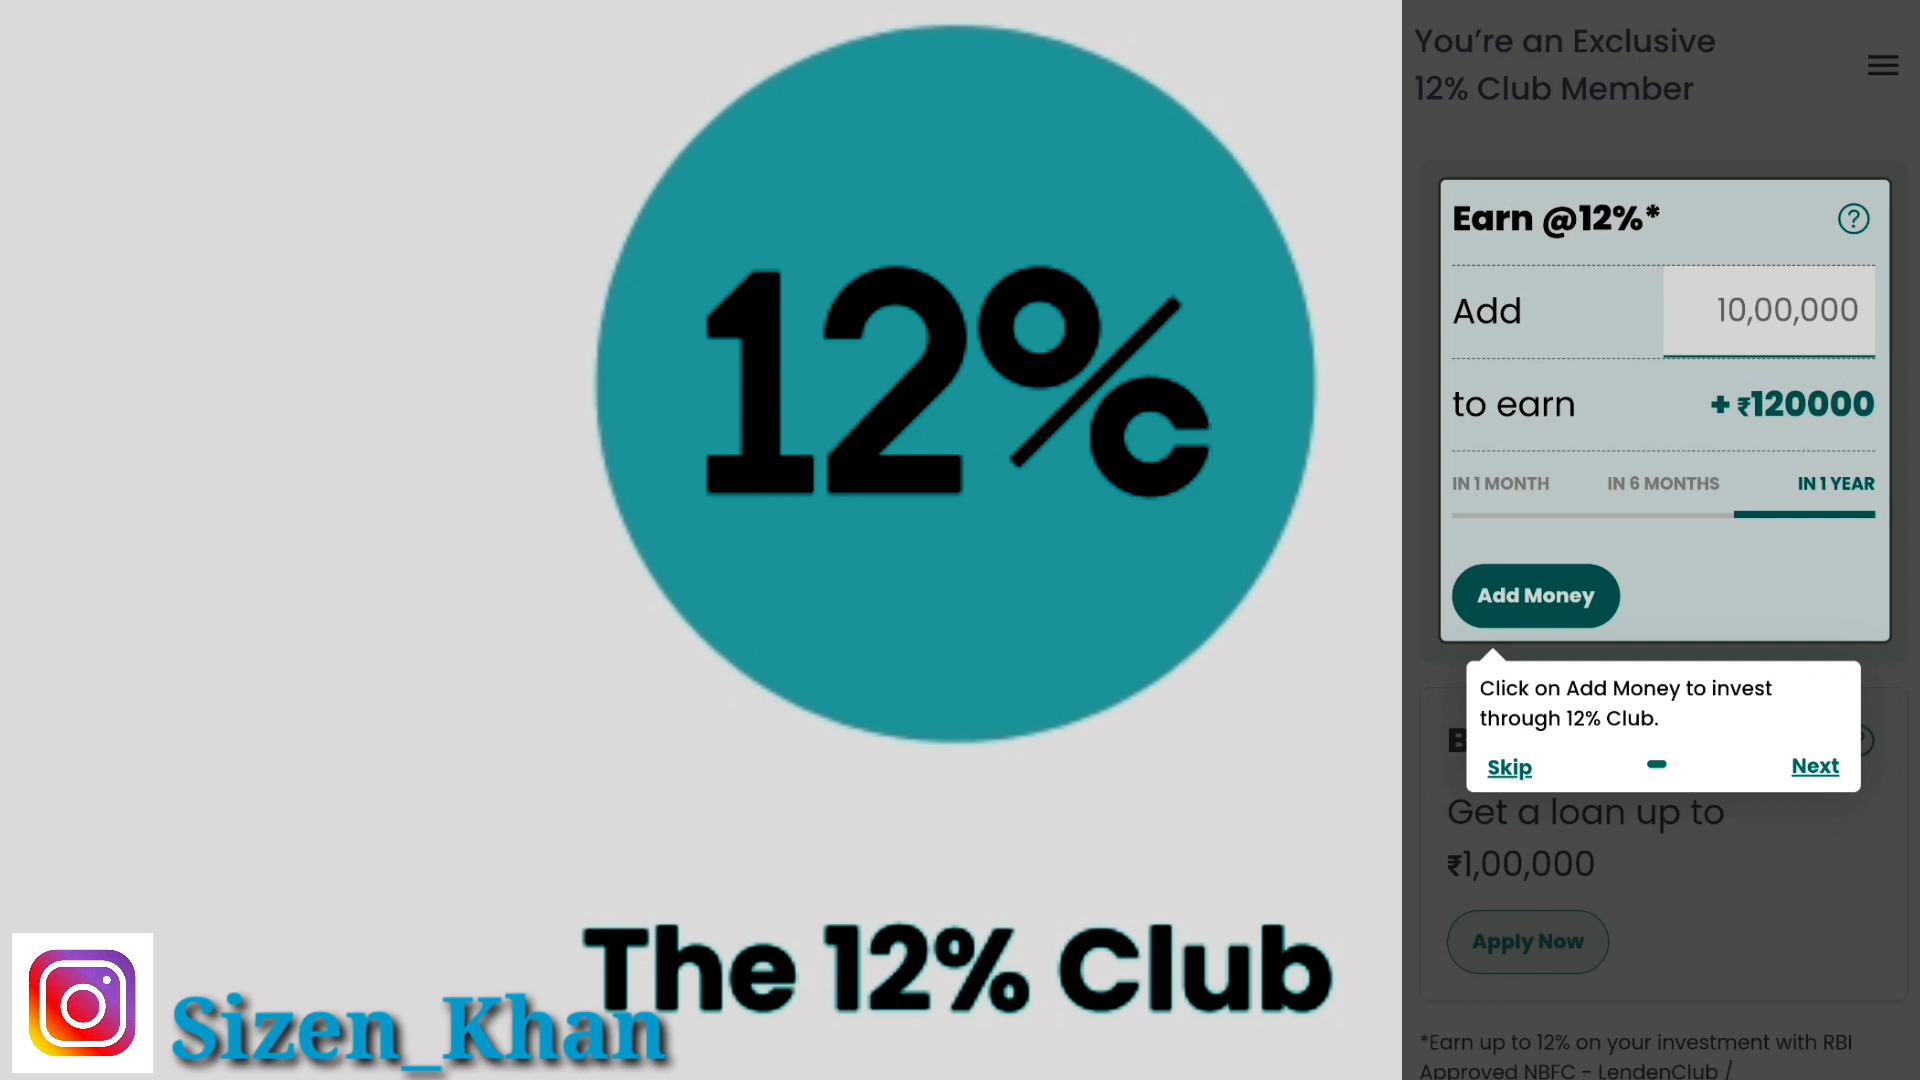 12%
The 12% Club
Sizen_Khan
You're an Exclusive
12% Club Member
Earn @12%*
?
Add 10,00,000
to earn +₹120000
IN 1 MONTH IN 6 MONTHS IN 1 YEAR
Add Money
Click on Add Money to invest
through 12% Club.
Skip Next
Get a loan up to
₹1,00,000
Apply Now
*Earn up to 12% on your investment with RBI
Approved NBFC - LendenClub /